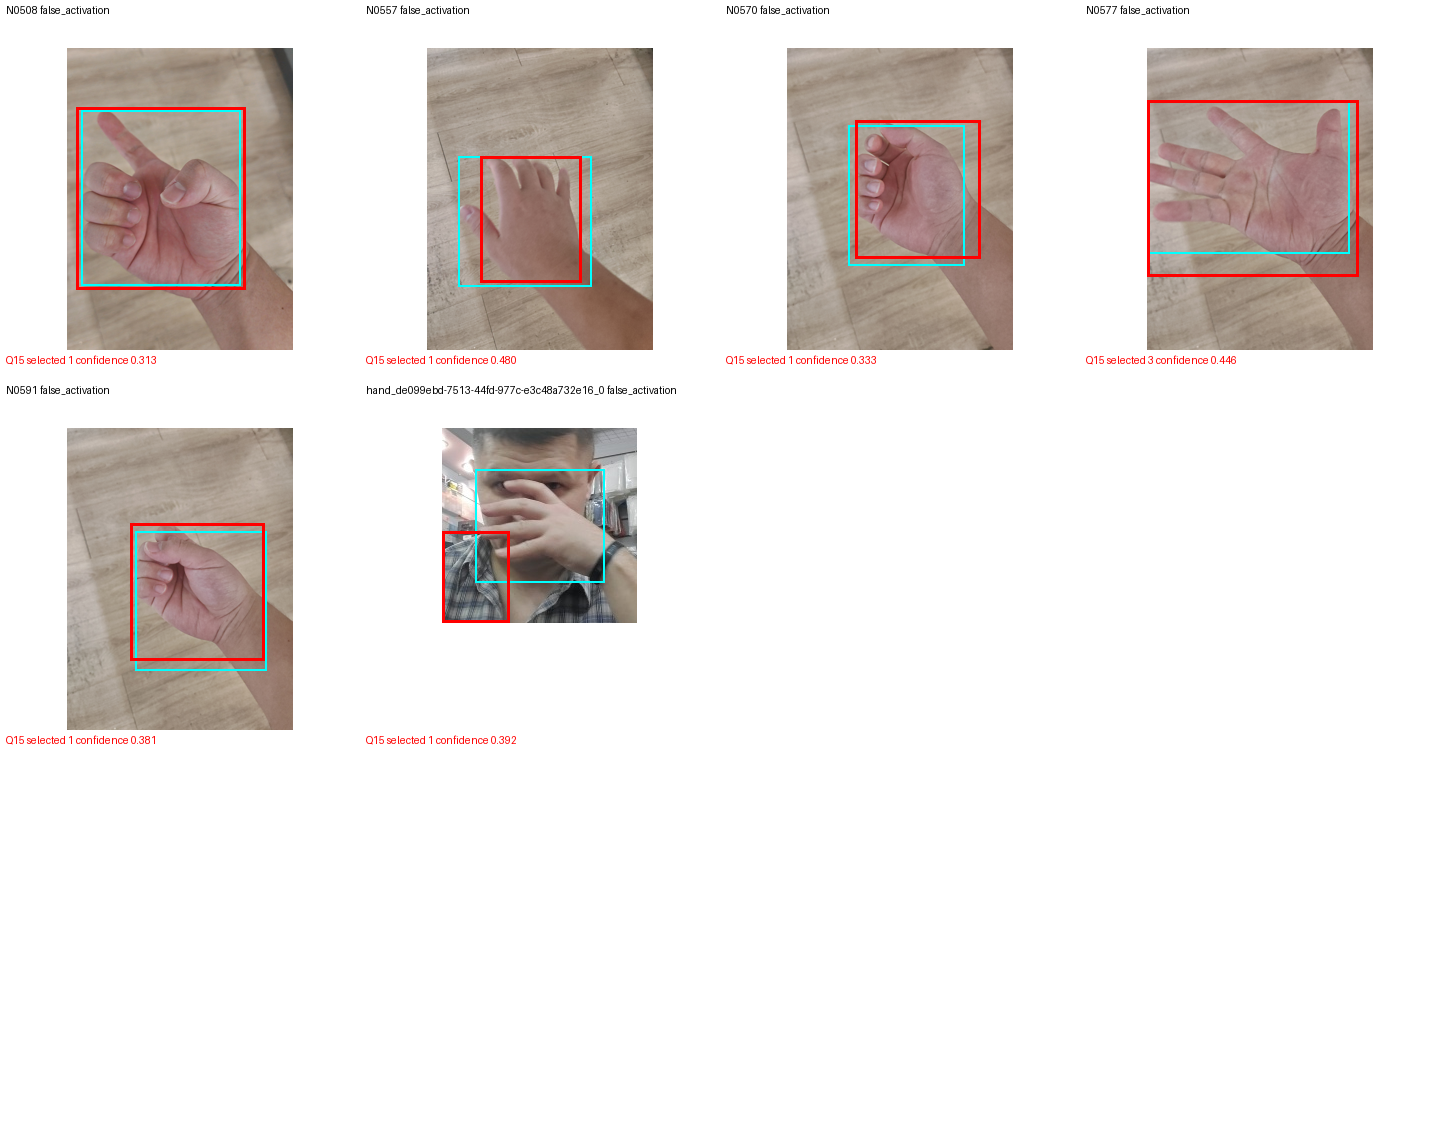 N0508 false_activation
N0557 false_activation
N0570 false_activation
N0577 false_activation
Q15 selected 1 confidence 0.313
Q15 selected 1 confidence 0.480
Q15 selected 1 confidence 0.333
Q15 selected 3 confidence 0.446
N0591 false_activation
hand_de099ebd-7513-44fd-977c-e3c48a732e16_0 false_activation
Q15 selected 1 confidence 0.381
Q15 selected 1 confidence 0.392